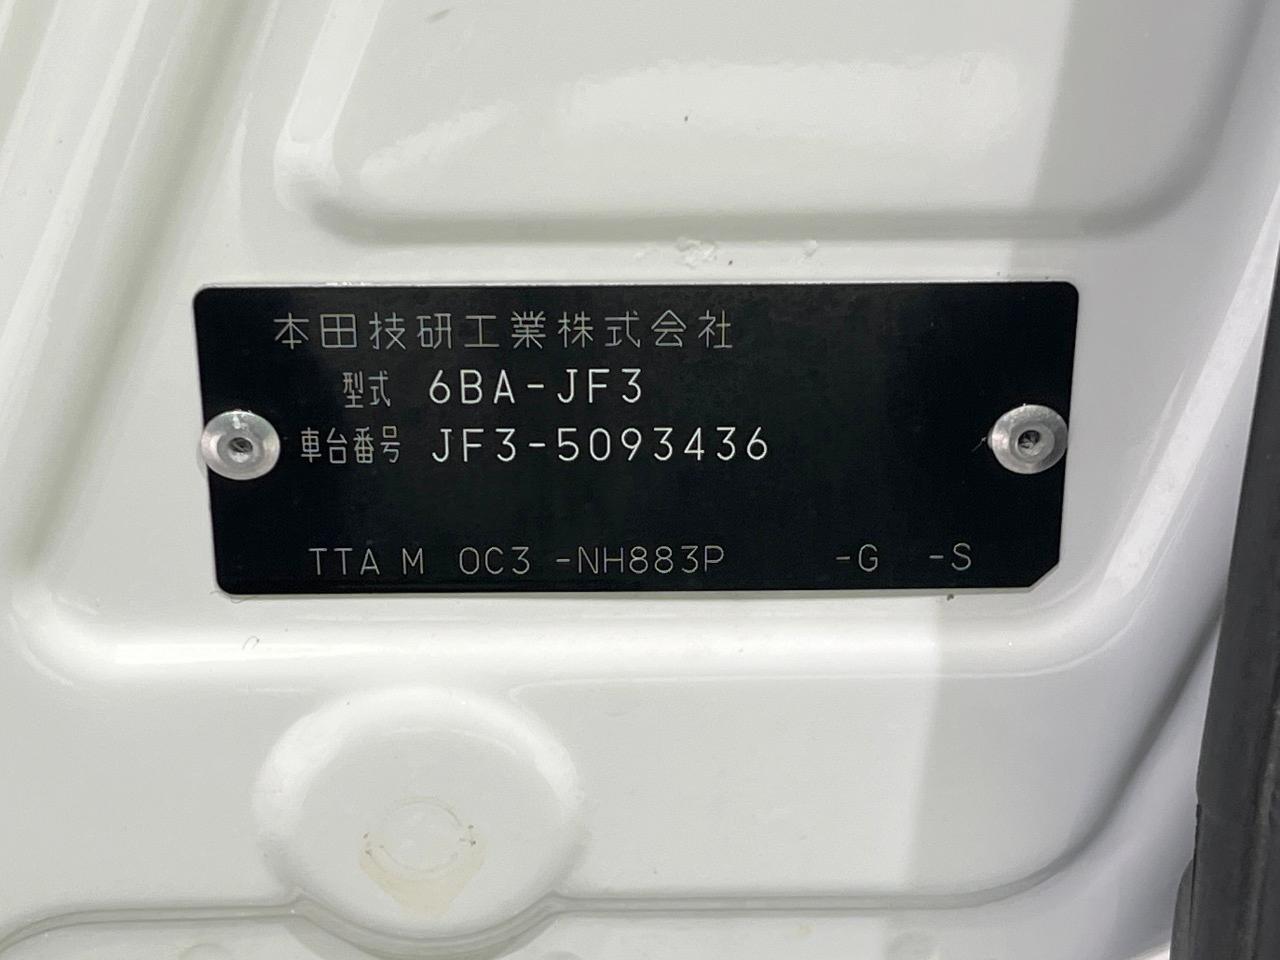 本田技研工業株式会社
型式 6BA-JF3
車台番号 JF3-5093436
TTA M 0C3 -NH883P -G -S